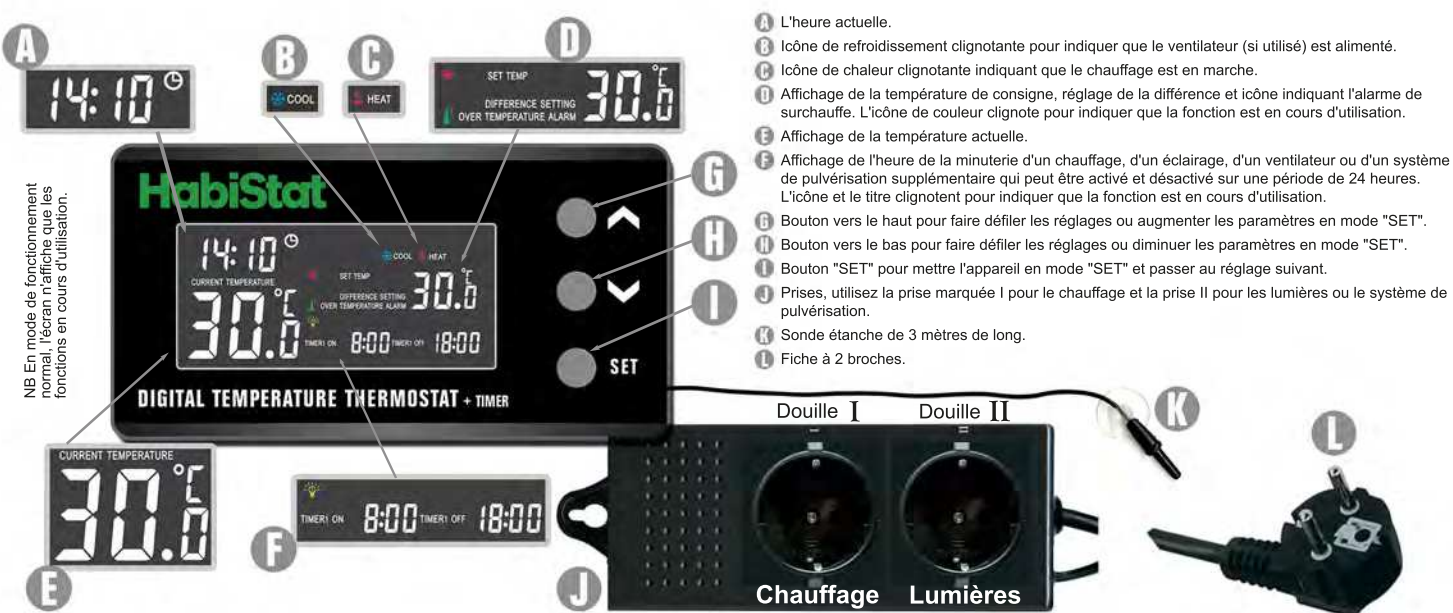 A
14:10
B
COOL
C
HEAT
D
SET TEMP
DIFFERENCE SETTING
OVER TEMPERATURE ALARM
30.0 °C
NB En mode de fonctionnement
normal, l'écran n'affiche que les
fonctions en cours d'utilisation.
HabiStat
14:10
COOL HEAT
CURRENT TEMPERATURE
30.0 °C
SET TEMP
DIFFERENCE SETTING
OVER TEMPERATURE ALARM
30.0 °C
TIMER1 ON 8:00 TIMER1 OFF 18:00
SET
DIGITAL TEMPERATURE THERMOSTAT + TIMER
G
H
I
E
CURRENT TEMPERATURE
30.0 °C
F
TIMER1 ON 8:00 TIMER1 OFF 18:00
Douille I
Douille II
I
II
J
Chauffage
Lumières
K
L
A L'heure actuelle.
B Icône de refroidissement clignotante pour indiquer que le ventilateur (si utilisé) est alimenté.
C Icône de chaleur clignotante indiquant que le chauffage est en marche.
D Affichage de la température de consigne, réglage de la différence et icône indiquant l'alarme de
surchauffe. L'icône de couleur clignote pour indiquer que la fonction est en cours d'utilisation.
E Affichage de la température actuelle.
F Affichage de l'heure de la minuterie d'un chauffage, d'un éclairage, d'un ventilateur ou d'un système
de pulvérisation supplémentaire qui peut être activé et désactivé sur une période de 24 heures.
L'icône et le titre clignotent pour indiquer que la fonction est en cours d'utilisation.
G Bouton vers le haut pour faire défiler les réglages ou augmenter les paramètres en mode "SET".
H Bouton vers le bas pour faire défiler les réglages ou diminuer les paramètres en mode "SET".
I Bouton "SET" pour mettre l'appareil en mode "SET" et passer au réglage suivant.
J Prises, utilisez la prise marquée I pour le chauffage et la prise II pour les lumières ou le système de
pulvérisation.
K Sonde étanche de 3 mètres de long.
L Fiche à 2 broches.